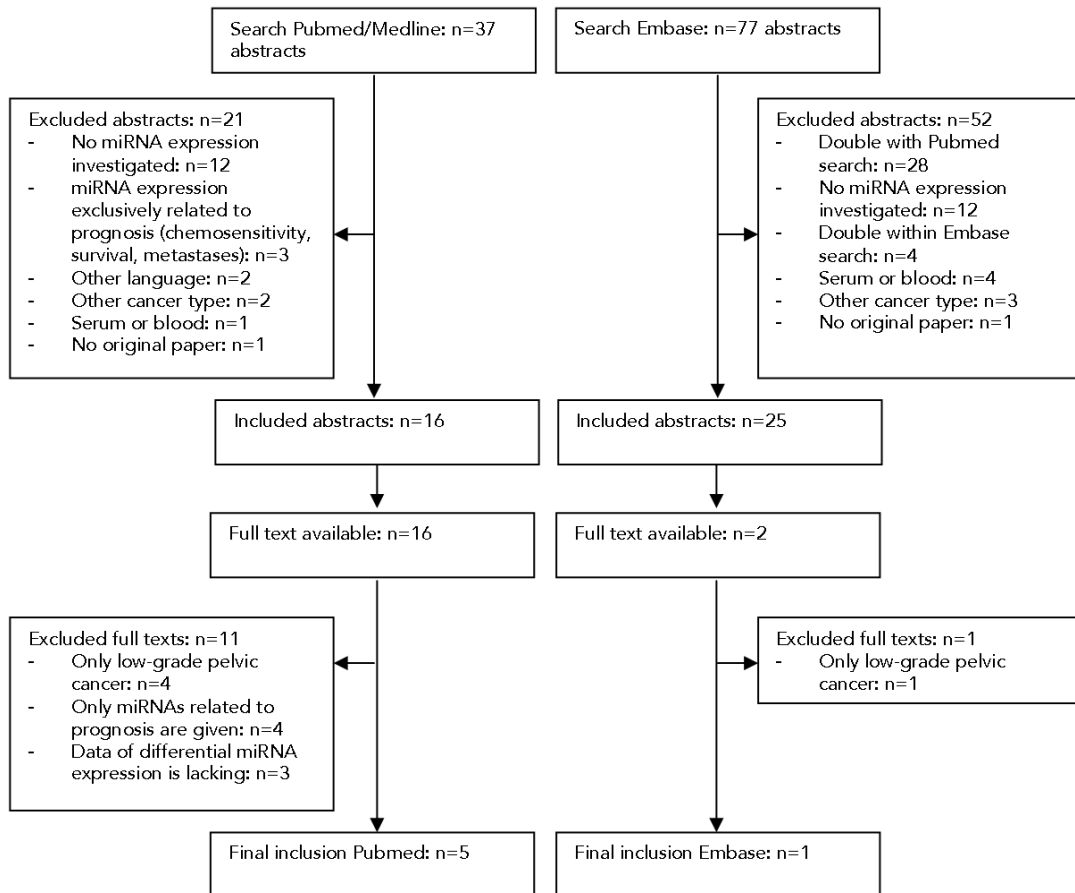 Search Pubmed/Medline: n=37
abstracts
Search Embase: n=77 abstracts
Excluded abstracts: n=21
- No miRNA expression
investigated: n=12
- miRNA expression
exclusively related to
prognosis (chemosensitivity,
survival, metastases): n=3
- Other language: n=2
- Other cancer type: n=2
- Serum or blood: n=1
- No original paper: n=1
Excluded abstracts: n=52
- Double with Pubmed
search: n=28
- No miRNA expression
investigated: n=12
- Double within Embase
search: n=4
- Serum or blood: n=4
- Other cancer type: n=3
- No original paper: n=1
Included abstracts: n=16
Included abstracts: n=25
Full text available: n=16
Full text available: n=2
Excluded full texts: n=11
- Only low-grade pelvic
cancer: n=4
- Only miRNAs related to
prognosis are given: n=4
- Data of differential miRNA
expression is lacking: n=3
Excluded full texts: n=1
- Only low-grade pelvic
cancer: n=1
Final inclusion Pubmed: n=5
Final inclusion Embase: n=1